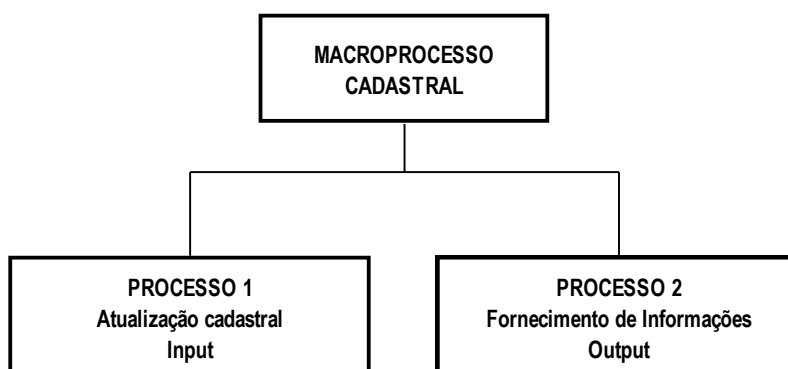 MACROPROCESSO
CADASTRAL
PROCESSO 1
Atualização cadastral
Input
PROCESSO 2
Fornecimento de Informações
Output